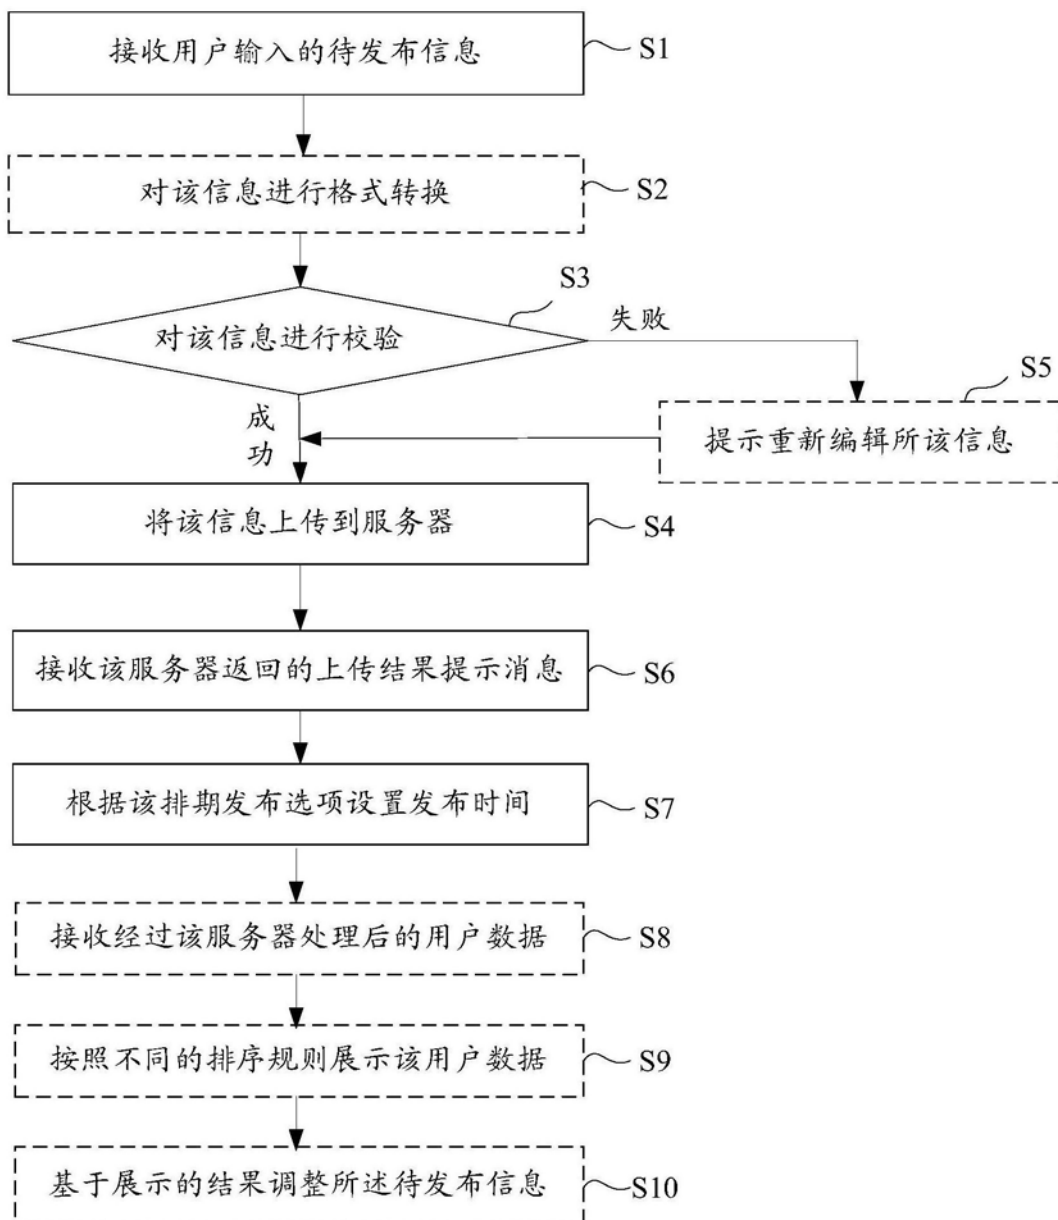 接收用户输入的待发布信息
S1
对该信息进行格式转换
S2
S3
对该信息进行校验
失败
S5
成功
提示重新编辑所该信息
将该信息上传到服务器
S4
接收该服务器返回的上传结果提示消息
S6
根据该排期发布选项设置发布时间
S7
接收经过该服务器处理后的用户数据
S8
按照不同的排序规则展示该用户数据
S9
基于展示的结果调整所述待发布信息
S10